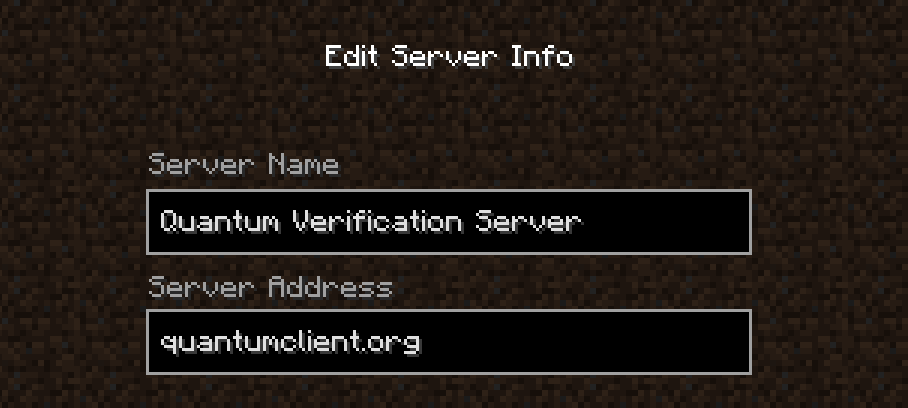 Edit Server Info
Server Name
Quantum Verification Server
Server Address
quantumclient.org